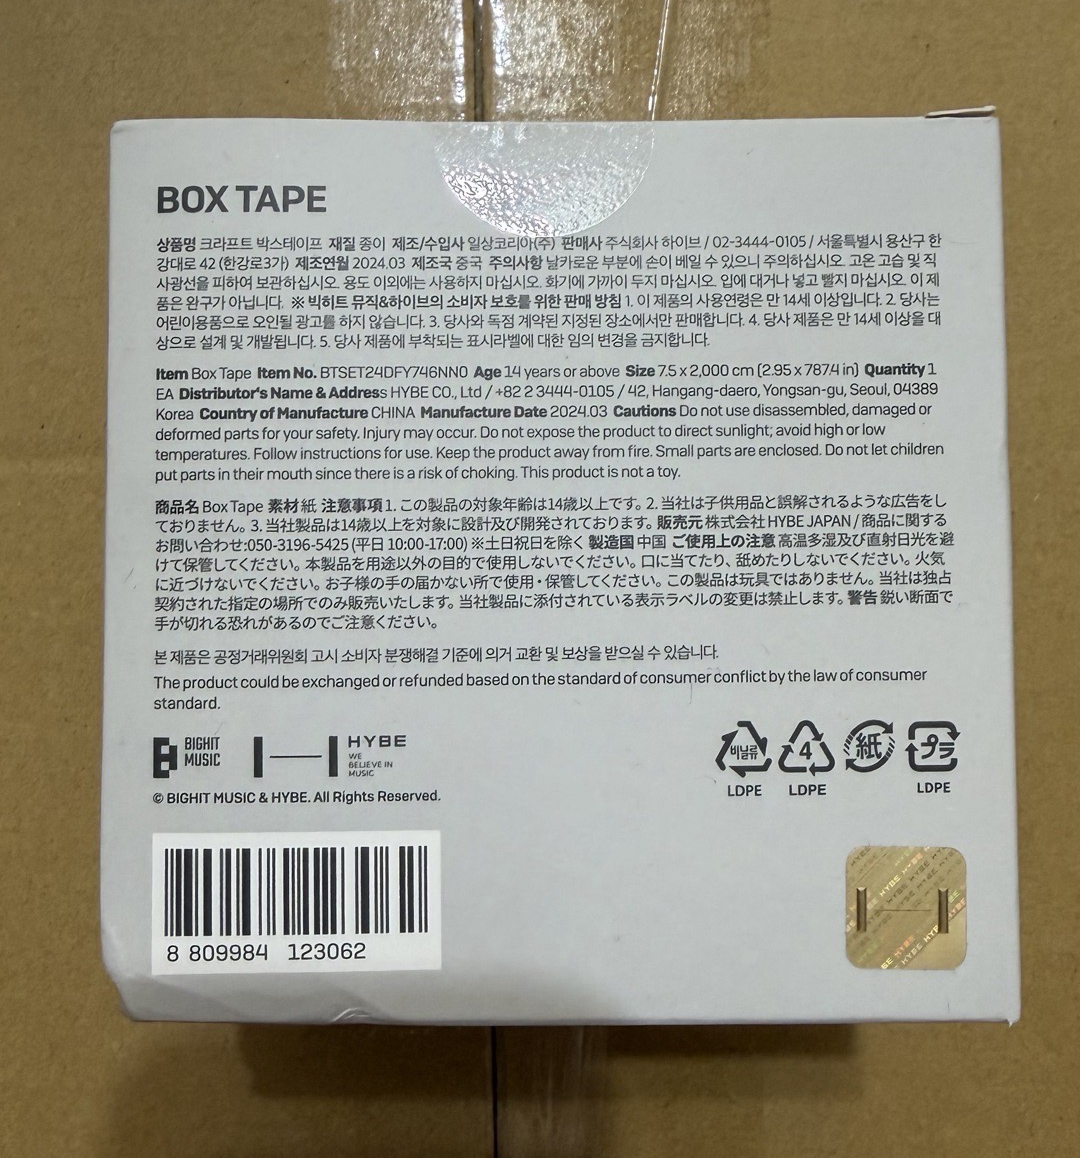 BOX TAPE
상품명 크라프트 박스테이프 재질 종이 제조/수입사 일상코리아(주) 판매사 주식회사 하이브 / 02-3444-0105 / 서울특별시 용산구 한
강대로 42 (한강로3가) 제조연월 2024.03 제조국 중국 주의사항 날카로운 부분에 손이 베일 수 있으니 주의하십시오. 고온 고습 및 직
사광선을 피하여 보관하십시오. 용도 이외에는 사용하지 마십시오. 화기에 가까이 두지 마십시오. 입에 대거나 넣고 빨지 마십시오. 이 제
품은 완구가 아닙니다. ※ 빅히트 뮤직&하이브의 소비자 보호를 위한 판매 방침 1. 이 제품의 사용연령은 만 14세 이상입니다. 2. 당사는
어린이용품으로 오인될 광고를 하지 않습니다. 3. 당사와 독점 계약된 지정된 장소에서만 판매합니다. 4. 당사 제품은 만 14세 이상을 대
상으로 설계 및 개발됩니다. 5. 당사 제품에 부착되는 표시라벨에 대한 임의 변경을 금지합니다.
Item Box Tape Item No. BTSET24DFY746NN0 Age 14 years or above Size 7.5 x 2,000 cm (2.95 x 787.4 in) Quantity 1
EA Distributor's Name & Address HYBE CO., Ltd / +82 2 3444-0105 / 42, Hangang-daero, Yongsan-gu, Seoul, 04389
Korea Country of Manufacture CHINA Manufacture Date 2024.03 Cautions Do not use disassembled, damaged or
deformed parts for your safety. Injury may occur. Do not expose the product to direct sunlight; avoid high or low
temperatures. Follow instructions for use. Keep the product away from fire. Small parts are enclosed. Do not let children
put parts in their mouth since there is a risk of choking. This product is not a toy.
商品名 Box Tape 素材 紙 注意事項 1. この製品の対象年齢は14歳以上です。 2. 当社は子供用品と誤解されるような広告をし
ておりません。 3. 当社製品は14歳以上を対象に設計及び開発されております。 販売元 株式会社 HYBE JAPAN / 商品に関する
お問い合わせ:050-3196-5425 (平日 10:00-17:00) ※土日祝日を除く 製造国 中国 ご使用上の注意 高温多湿及び直射日光を避
けて保管してください。本製品を用途以外の目的で使用しないでください。口に当てたり、舐めたりしないでください。火気
に近づけないでください。お子様の手の届かない所で使用・保管してください。この製品は玩具ではありません。当社は独占
契約された指定の場所でのみ販売いたします。当社製品に添付されている表示ラベルの変更は禁止します。警告 鋭い断面で
手が切れる恐れがあるのでご注意ください。
본 제품은 공정거래위원회 고시 소비자 분쟁해결 기준에 의거 교환 및 보상을 받으실 수 있습니다.
The product could be exchanged or refunded based on the standard of consumer conflict by the law of consumer
standard.
BIGHIT
MUSIC
HYBE
WE
BELIEVE IN
MUSIC
비닐류 4 紙 プラ
LDPE LDPE LDPE
© BIGHIT MUSIC & HYBE. All Rights Reserved.
8 809984 123062
HYBE HYBE HYBE